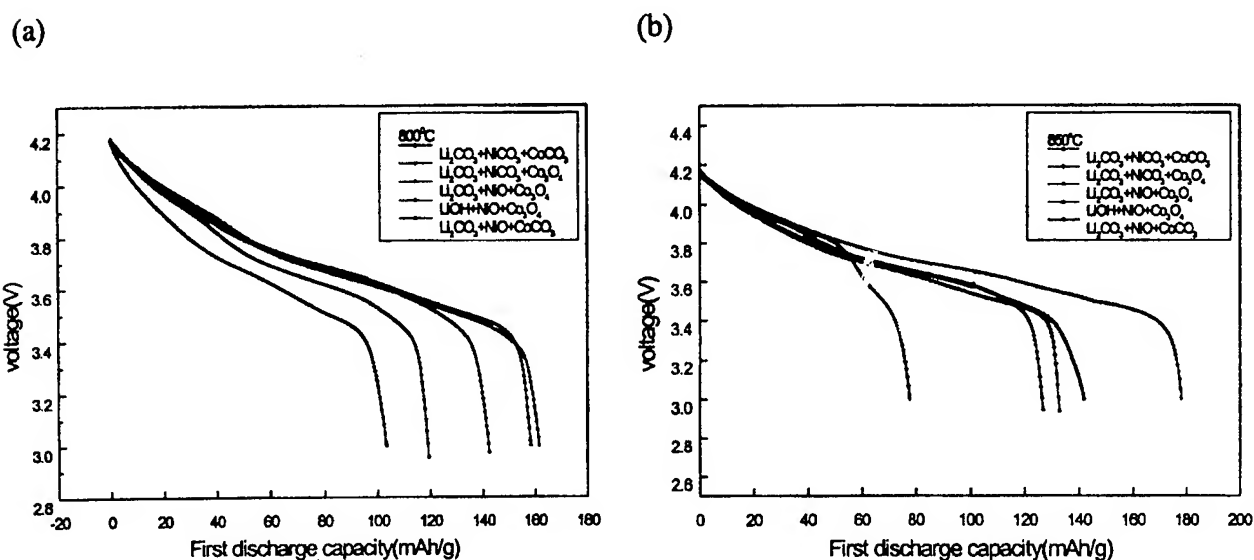 (a)
(b)
800°C
Li₂CO₃+NiCO₃+CoCO₃
Li₂CO₃+NiCO₃+Co₃O₄
Li₂CO₃+NiO+Co₃O₄
LiOH+NiO+Co₃O₄
Li₂CO₃+NiO+CoCO₃
4.2
4.0
3.8
3.6
3.4
3.2
3.0
2.8
voltage(V)
-20 0 20 40 60 80 100 120 140 160 180
First discharge capacity(mAh/g)
850°C
Li₂CO₃+NiCO₃+CoCO₃
Li₂CO₃+NiCO₃+Co₃O₄
Li₂CO₃+NiO+Co₃O₄
LiOH+NiO+Co₃O₄
Li₂CO₃+NiO+CoCO₃
4.4
4.2
4.0
3.8
3.6
3.4
3.2
3.0
2.8
2.6
voltage(V)
0 20 40 60 80 100 120 140 160 180 200
First discharge capacity(mAh/g)